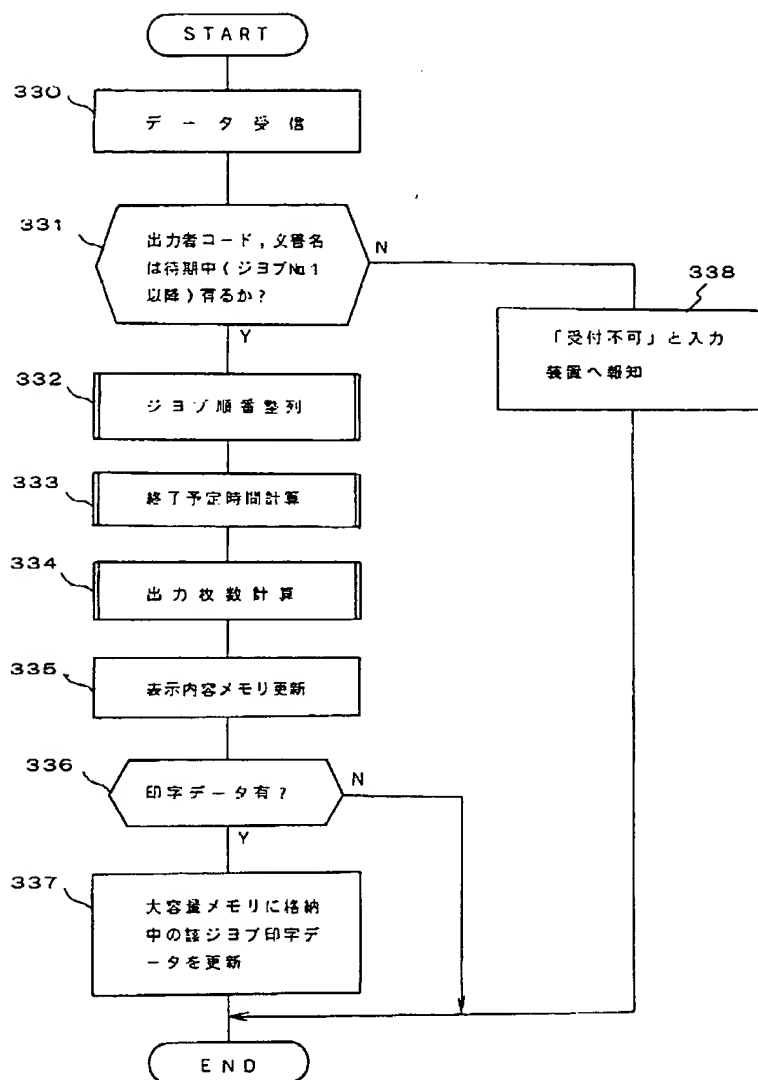 START
330
データ受信
331
出力者コード,文書名
は待期中(ジョブNo.1
以降)有るか?
N
Y
338
「受付不可」と入力
装置へ報知
332
ジョブ順番整列
333
終了予定時間計算
334
出力枚数計算
335
表示内容メモリ更新
336
印字データ有?
N
Y
337
大容量メモリに格納
中の該ジョブ印字デ
ータを更新
END